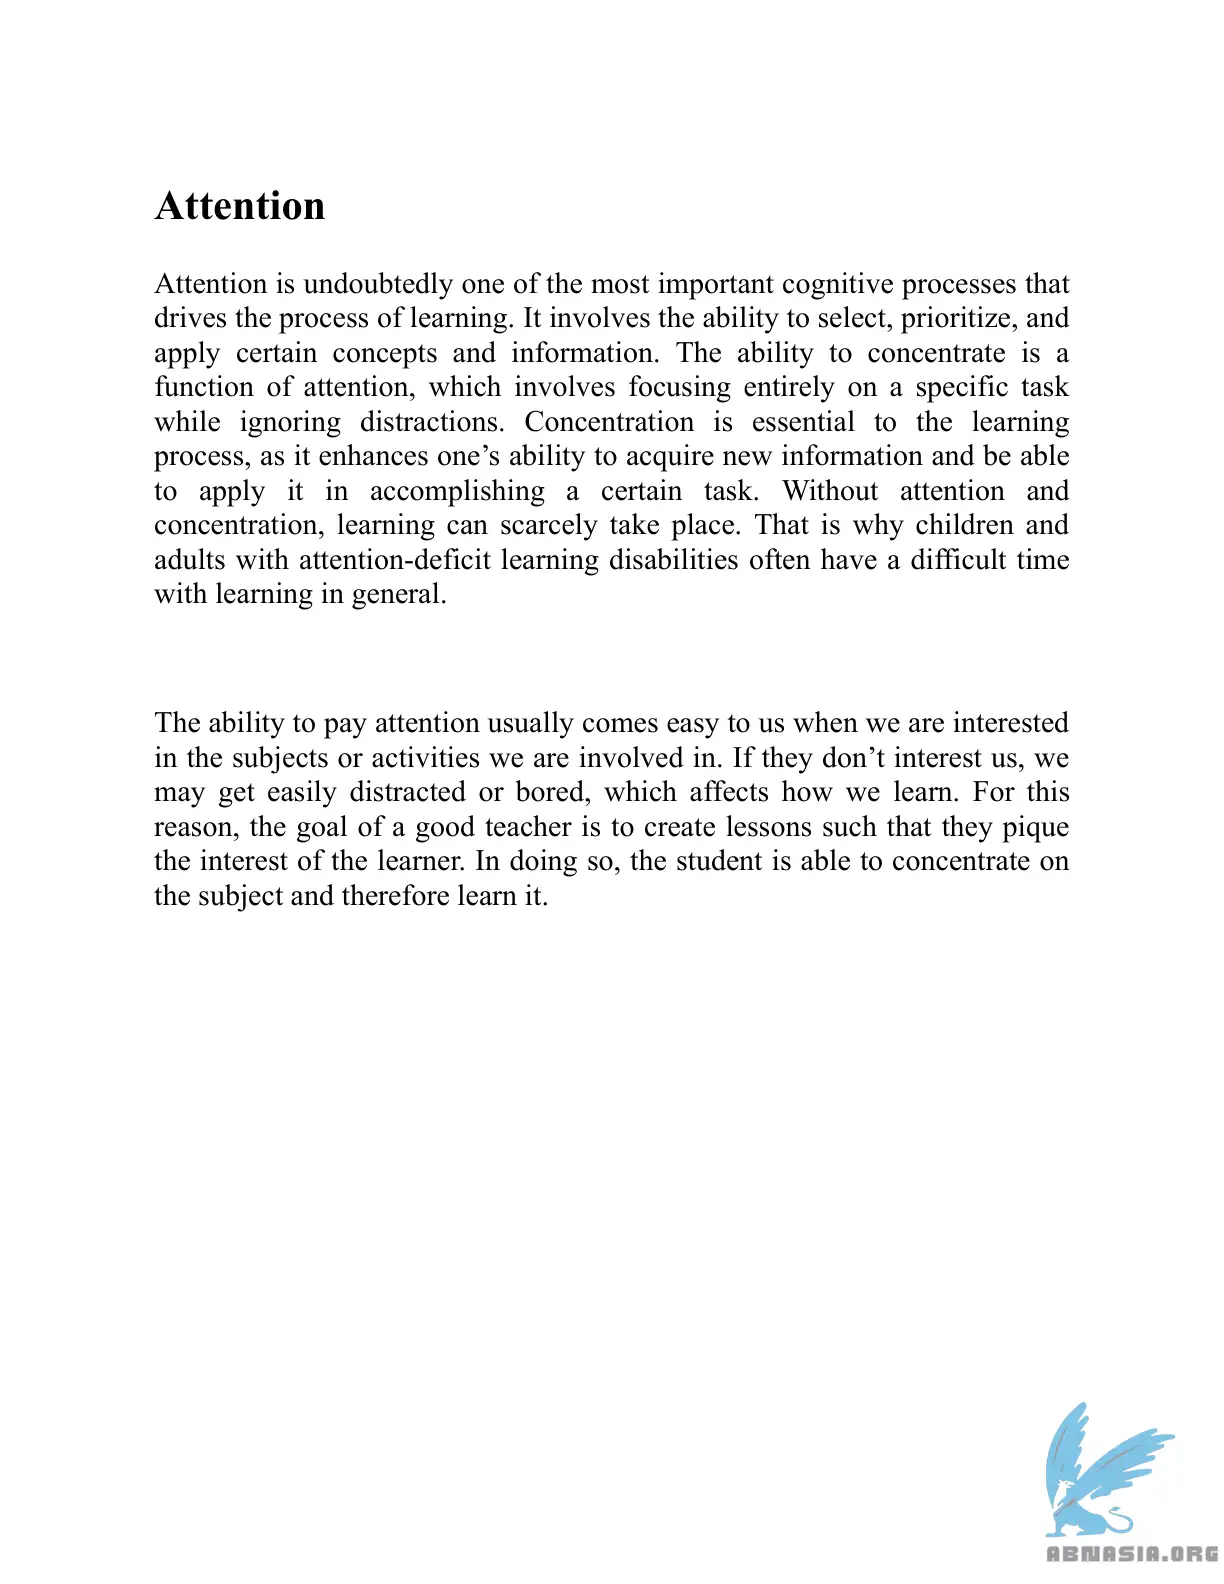 Attention
Attention is undoubtedly one of the most important cognitive processes that
drives the process of learning. It involves the ability to select, prioritize, and
apply certain concepts and information. The ability to concentrate is a
function of attention, which involves focusing entirely on a specific task
while ignoring distractions. Concentration is essential to the learning
process, as it enhances one’s ability to acquire new information and be able
to apply it in accomplishing a certain task. Without attention and
concentration, learning can scarcely take place. That is why children and
adults with attention-deficit learning disabilities often have a difficult time
with learning in general.
The ability to pay attention usually comes easy to us when we are interested
in the subjects or activities we are involved in. If they don’t interest us, we
may get easily distracted or bored, which affects how we learn. For this
reason, the goal of a good teacher is to create lessons such that they pique
the interest of the learner. In doing so, the student is able to concentrate on
the subject and therefore learn it.
ABNASIA.ORG